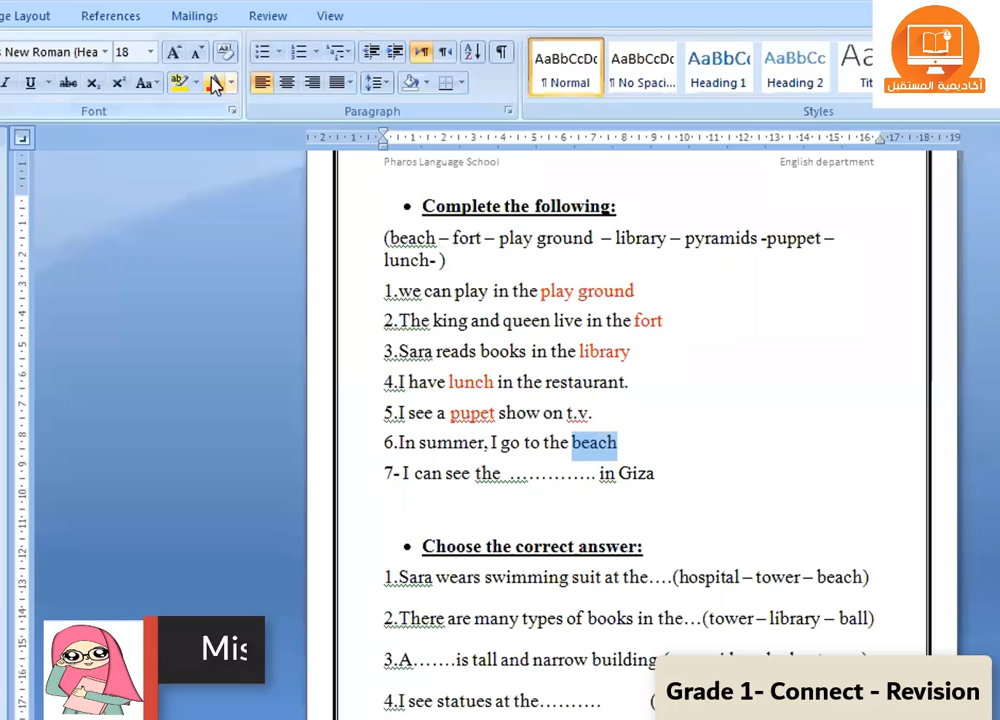 ge Layout References Mailings Review View
New Roman (Hea 18
AaBbCcDc AaBbCcDc AaBbCc AaBbCc
¶ Normal ¶ No Spaci... Heading 1 Heading 2 Tit
Font Paragraph Styles
أكاديمية المستقبل
Pharos Language School English department
• Complete the following:
(beach – fort – play ground – library – pyramids -puppet –
lunch- )
1.we can play in the play ground
2.The king and queen live in the fort
3.Sara reads books in the library
4.I have lunch in the restaurant.
5.I see a pupet show on t.v.
6.In summer, I go to the beach
7- I can see the ………….. in Giza
• Choose the correct answer:
1.Sara wears swimming suit at the….(hospital – tower – beach)
2.There are many types of books in the…(tower – library – ball)
3.A…….is tall and narrow building
4.I see statues at the………. (
Mis
Grade 1- Connect - Revision